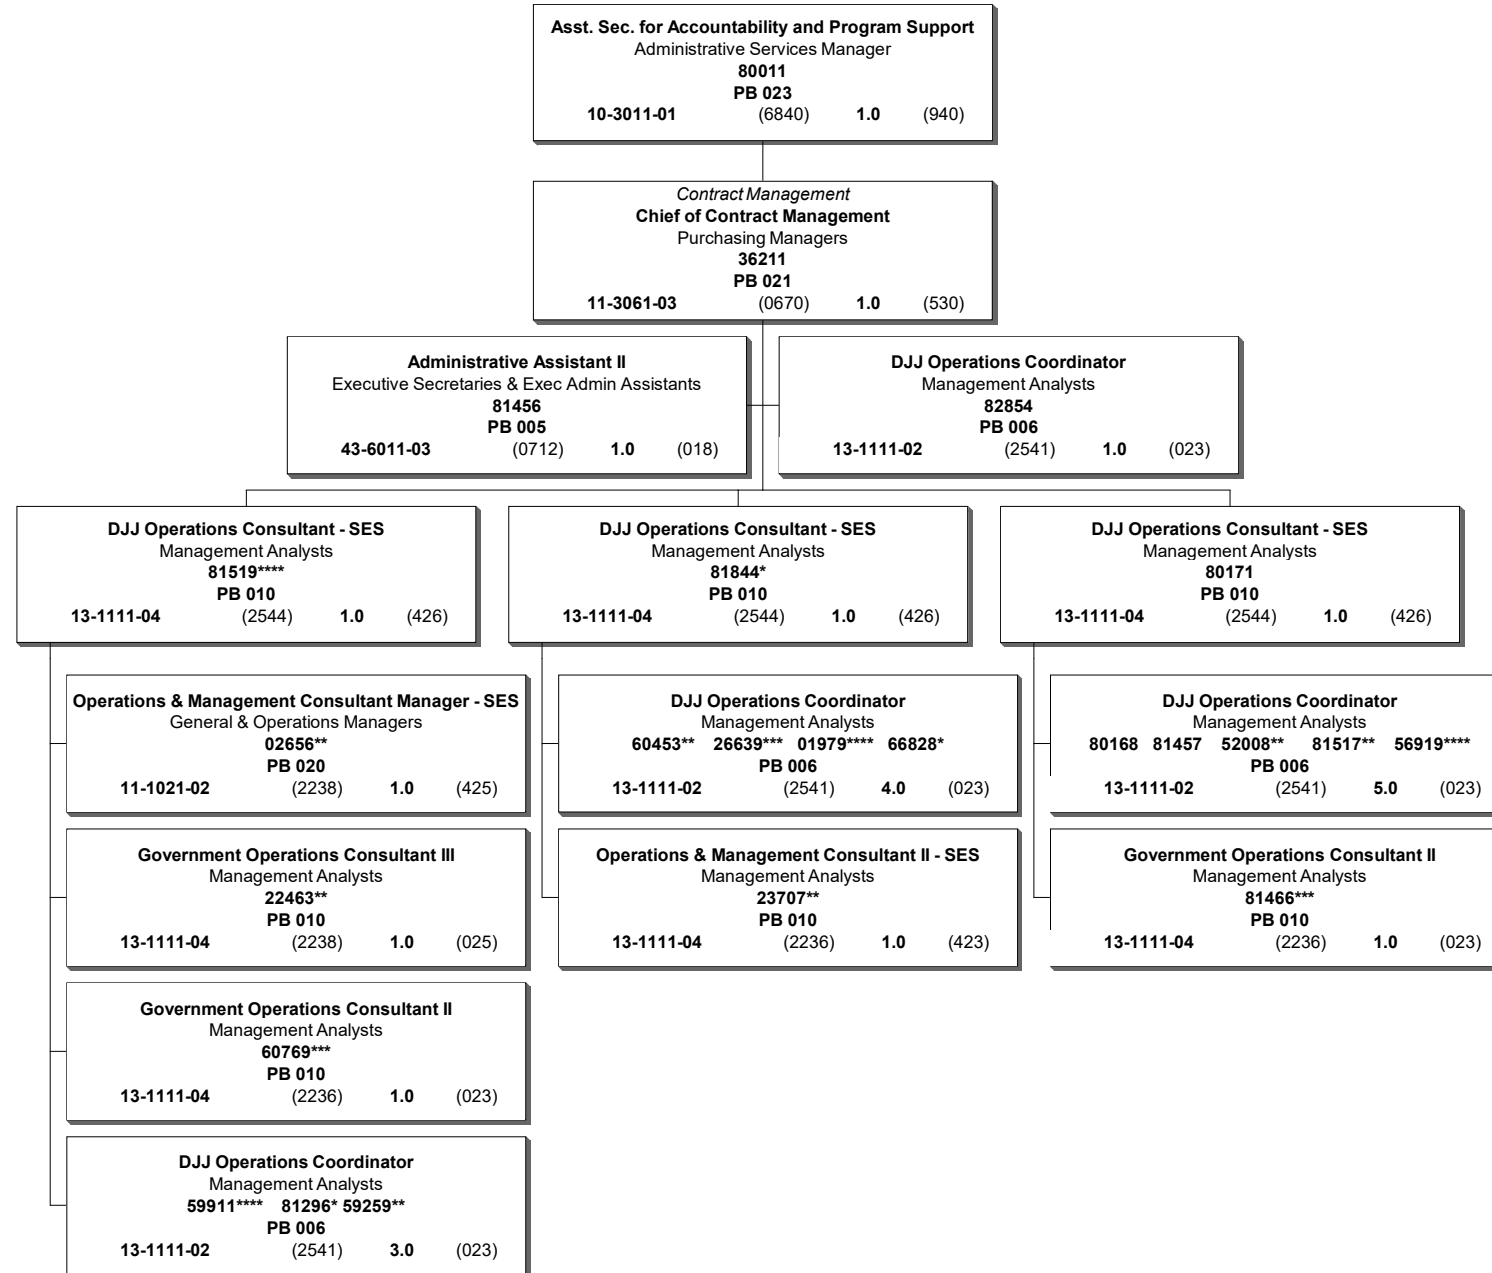 Asst. Sec. for Accountability and Program Support
Administrative Services Manager
80011
PB 023
10-3011-01 (6840) 1.0 (940)
Contract Management
Chief of Contract Management
Purchasing Managers
36211
PB 021
11-3061-03 (0670) 1.0 (530)
Administrative Assistant II
Executive Secretaries & Exec Admin Assistants
81456
PB 005
43-6011-03 (0712) 1.0 (018)
DJJ Operations Coordinator
Management Analysts
82854
PB 006
13-1111-02 (2541) 1.0 (023)
DJJ Operations Consultant - SES
Management Analysts
81519****
PB 010
13-1111-04 (2544) 1.0 (426)
DJJ Operations Consultant - SES
Management Analysts
81844*
PB 010
13-1111-04 (2544) 1.0 (426)
DJJ Operations Consultant - SES
Management Analysts
80171
PB 010
13-1111-04 (2544) 1.0 (426)
Operations & Management Consultant Manager - SES
General & Operations Managers
02656**
PB 020
11-1021-02 (2238) 1.0 (425)
Government Operations Consultant III
Management Analysts
22463**
PB 010
13-1111-04 (2238) 1.0 (025)
Government Operations Consultant II
Management Analysts
60769***
PB 010
13-1111-04 (2236) 1.0 (023)
DJJ Operations Coordinator
Management Analysts
59911**** 81296* 59259**
PB 006
13-1111-02 (2541) 3.0 (023)
DJJ Operations Coordinator
Management Analysts
60453** 26639*** 01979**** 66828*
PB 006
13-1111-02 (2541) 4.0 (023)
Operations & Management Consultant II - SES
Management Analysts
23707**
PB 010
13-1111-04 (2236) 1.0 (423)
DJJ Operations Coordinator
Management Analysts
80168 81457 52008** 81517** 56919****
PB 006
13-1111-02 (2541) 5.0 (023)
Government Operations Consultant II
Management Analysts
81466***
PB 010
13-1111-04 (2236) 1.0 (023)